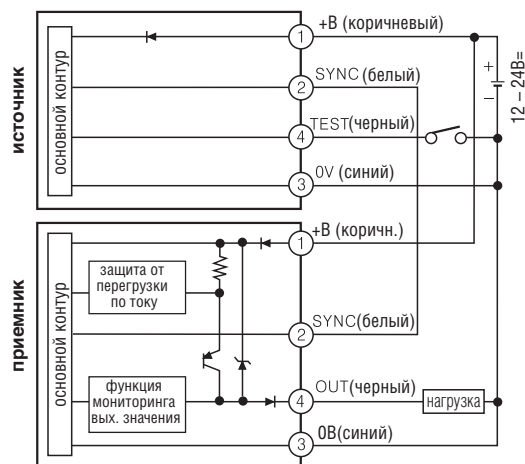 источник
основной контур
1
+В (коричневый)
2
SYNC (белый)
4
TEST(черный)
3
0V (синий)
+
−
12 – 24В=
приемник
основной контур
защита от
перегрузки
по току
функция
мониторинга
вых. значения
1
+В (коричн.)
2
SYNC(белый)
4
OUT(черный)
нагрузка
3
0В(синий)